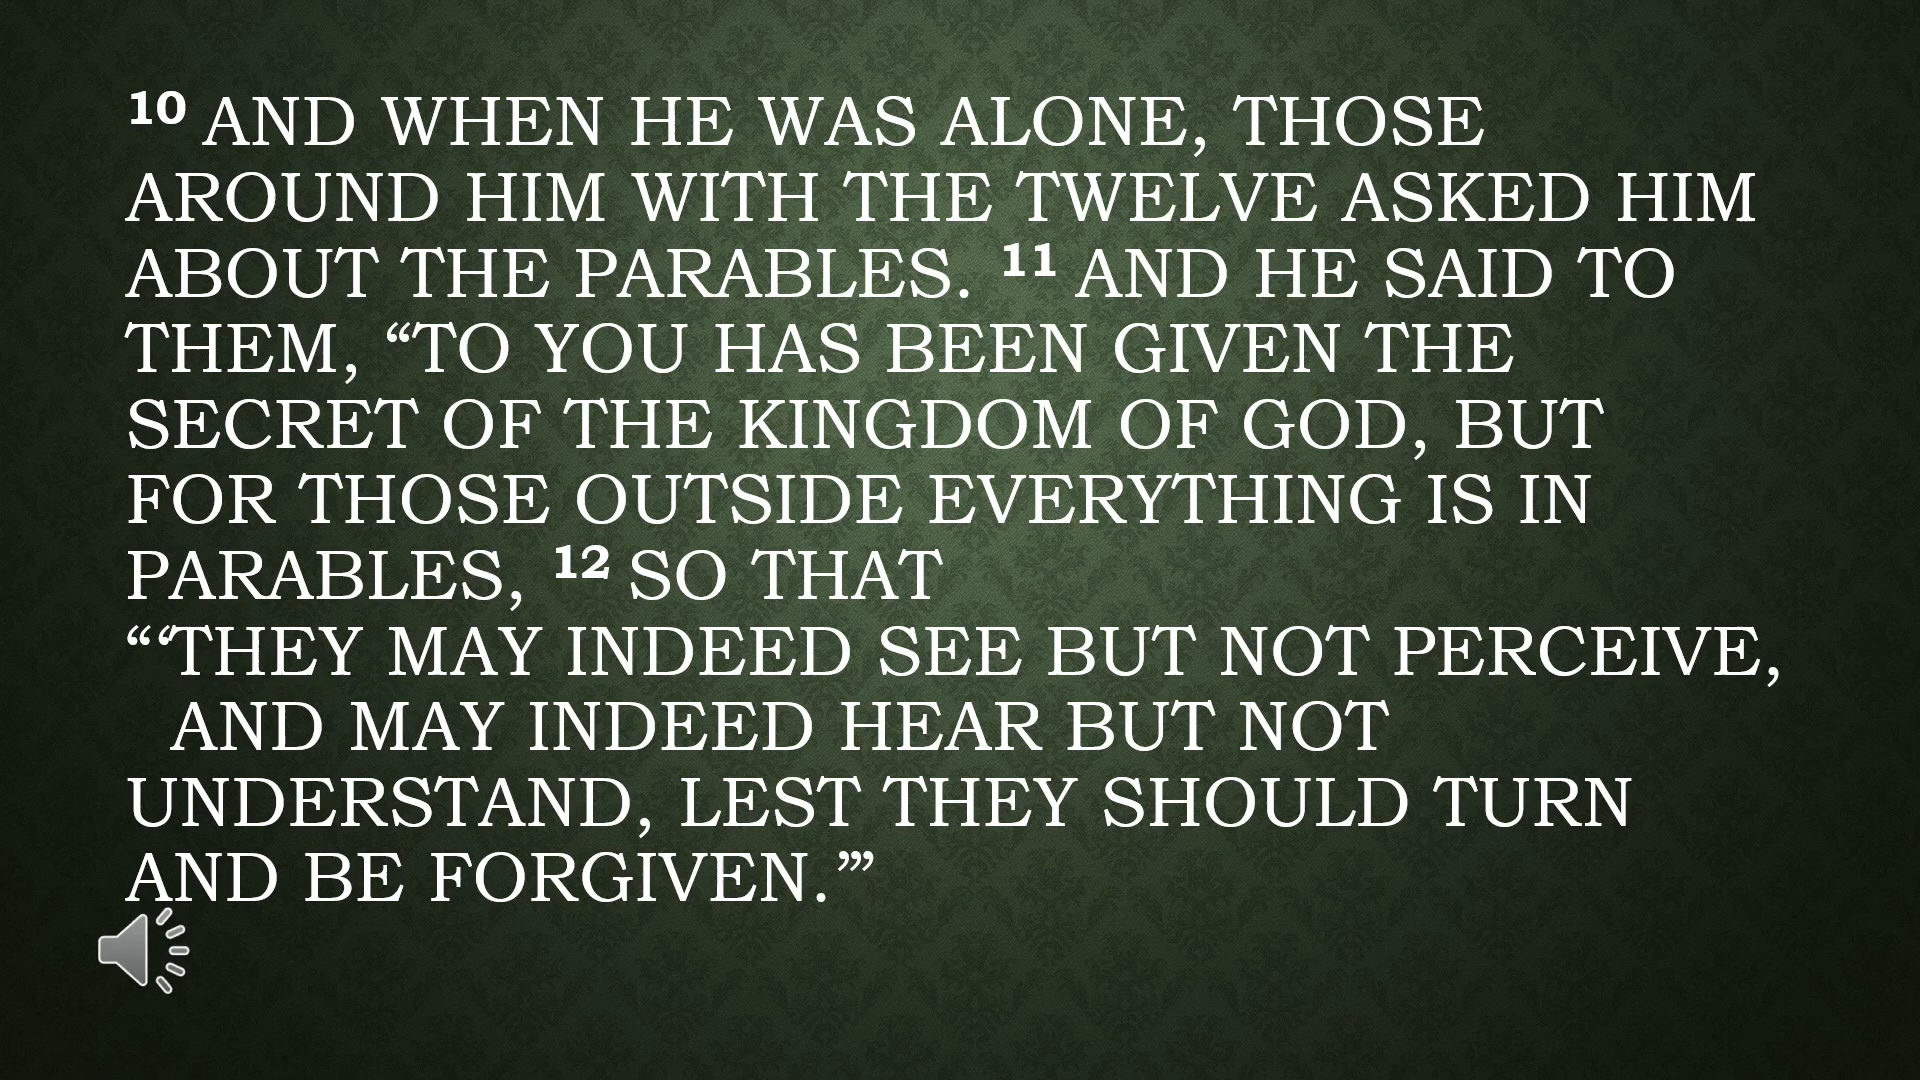 10 AND WHEN HE WAS ALONE, THOSE
AROUND HIM WITH THE TWELVE ASKED HIM
ABOUT THE PARABLES. 11 AND HE SAID TO
THEM, “TO YOU HAS BEEN GIVEN THE
SECRET OF THE KINGDOM OF GOD, BUT
FOR THOSE OUTSIDE EVERYTHING IS IN
PARABLES, 12 SO THAT
“‘THEY MAY INDEED SEE BUT NOT PERCEIVE,
AND MAY INDEED HEAR BUT NOT
UNDERSTAND, LEST THEY SHOULD TURN
AND BE FORGIVEN.’”